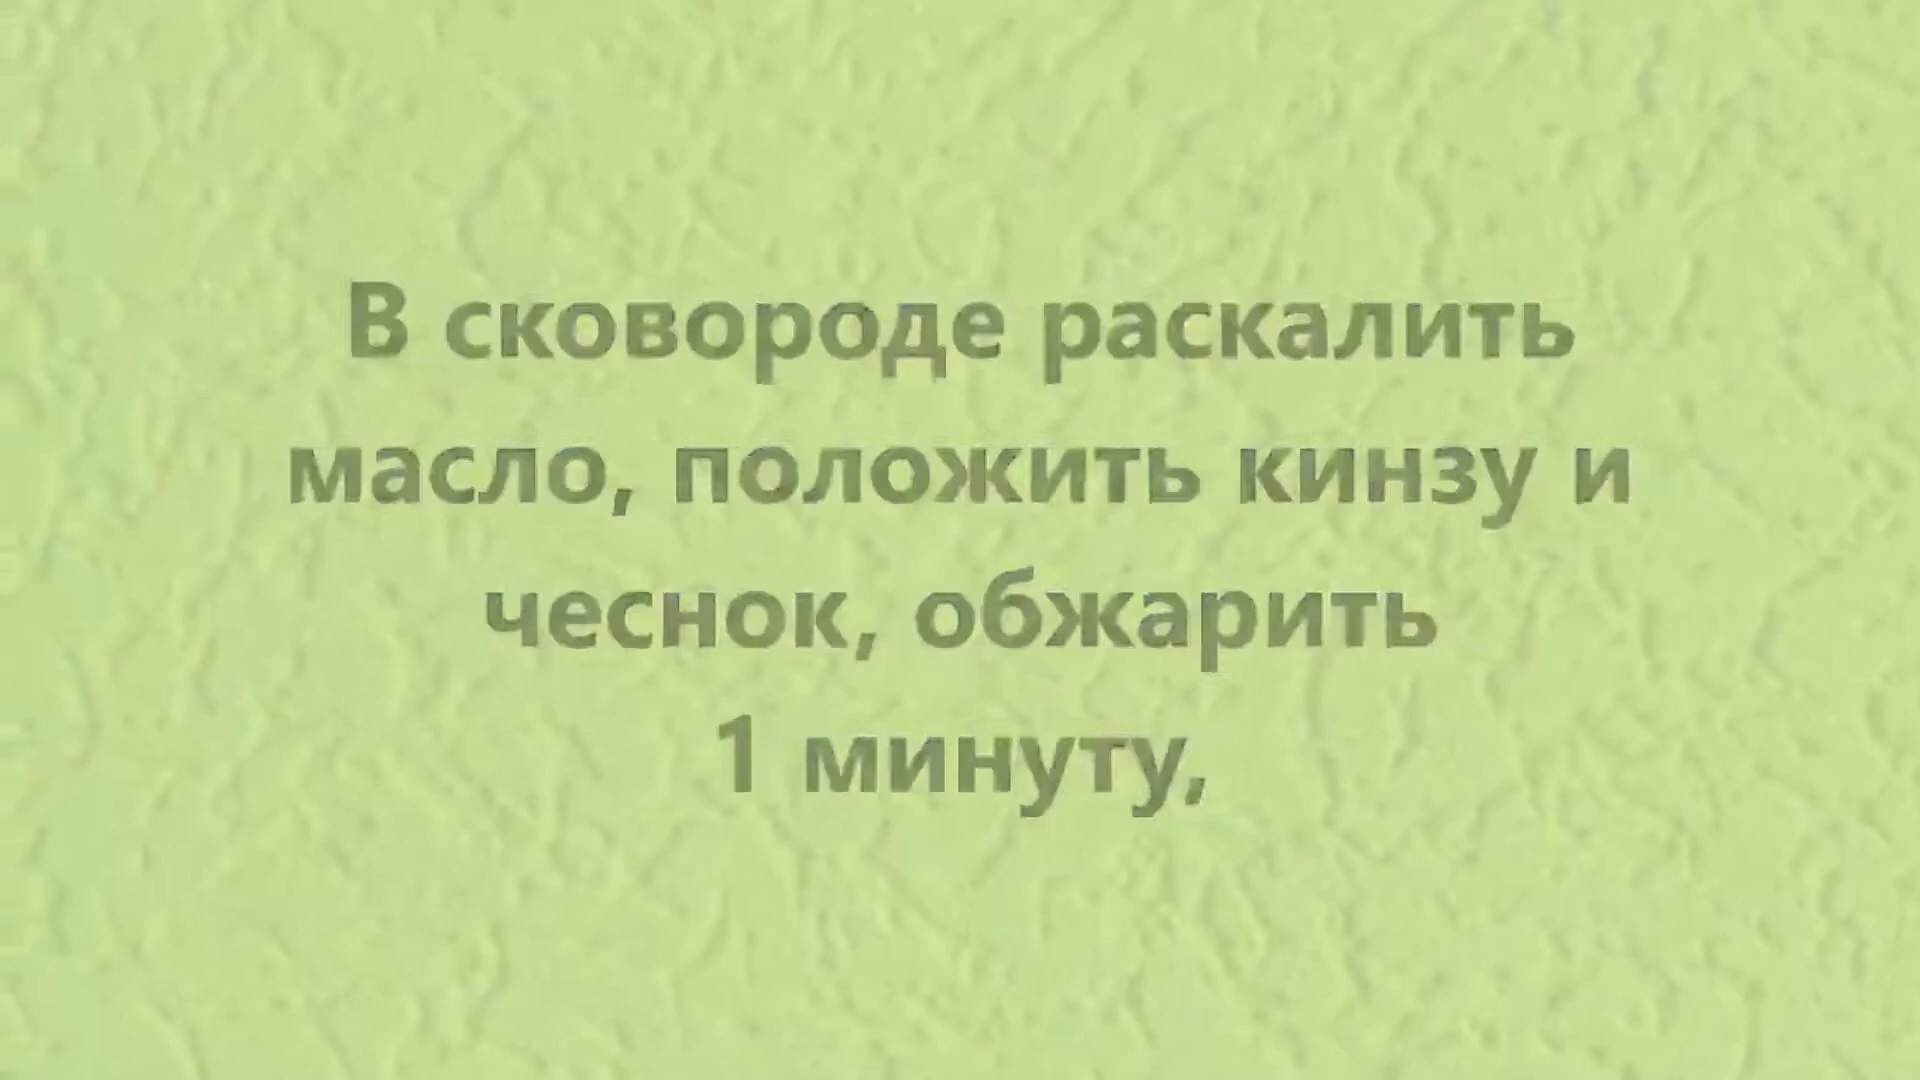 В сковороде раскалить
масло, положить кинзу и
чеснок, обжарить
1 минуту,